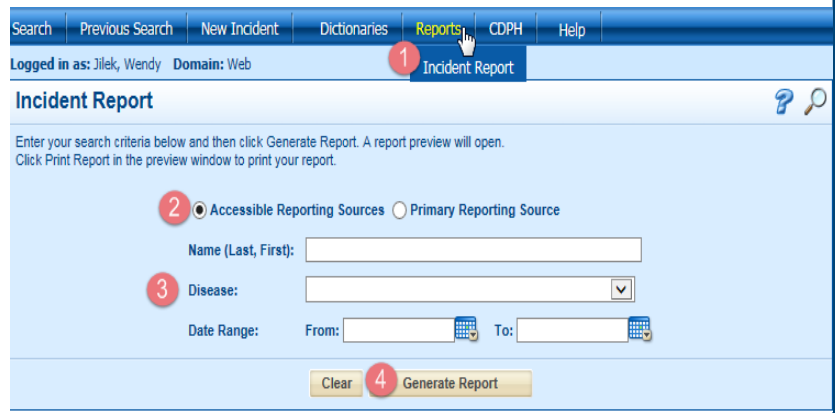 Search Previous Search New Incident Dictionaries Reports CDPH Help
Logged in as: Jilek, Wendy Domain: Web 1 Incident Report
Incident Report ?
Enter your search criteria below and then click Generate Report. A report preview will open.
Click Print Report in the preview window to print your report.
2 Accessible Reporting Sources Primary Reporting Source
Name (Last, First):
3 Disease:
Date Range: From: To:
Clear 4 Generate Report